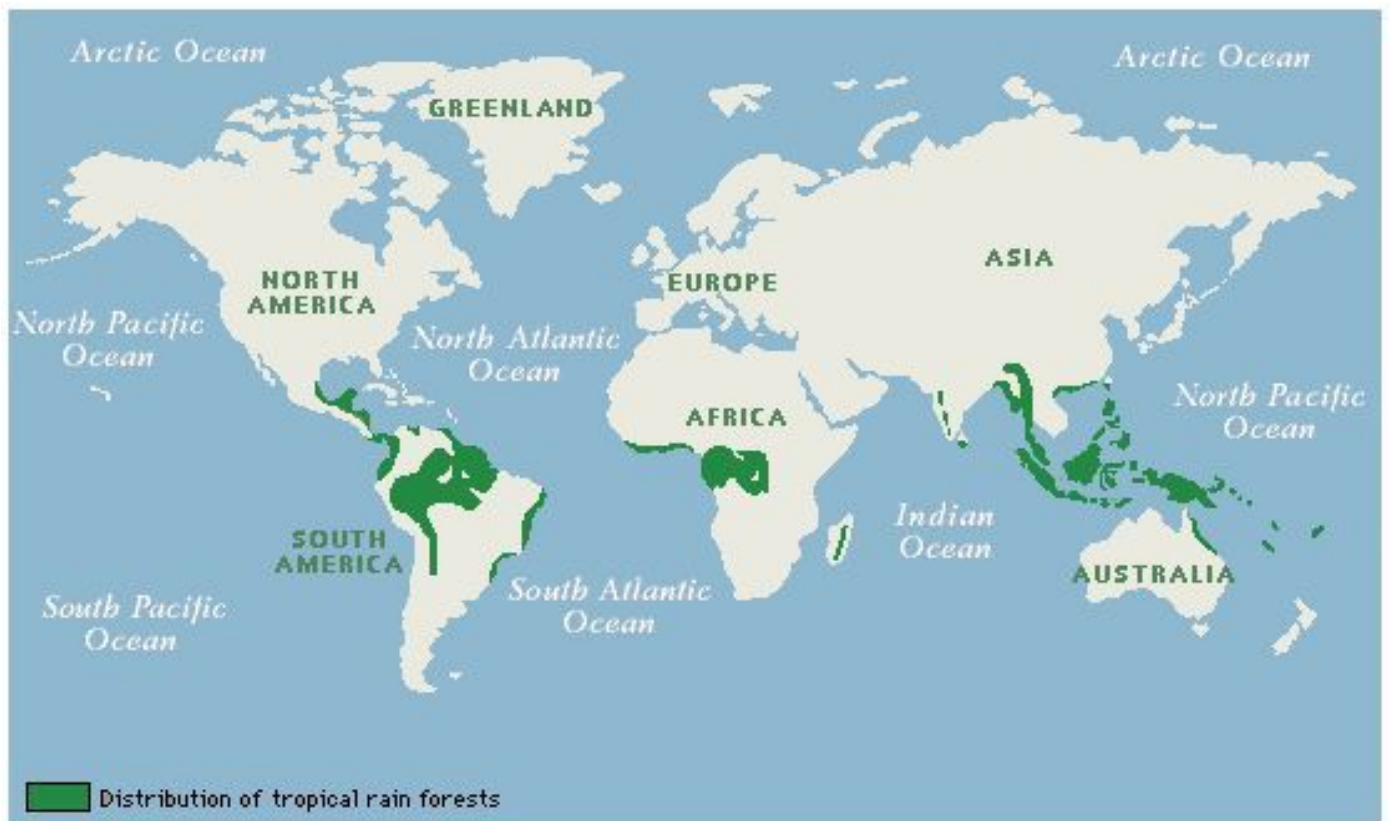 Arctic Ocean
Arctic Ocean
GREENLAND
NORTH
AMERICA
EUROPE
ASIA
North Pacific
Ocean
North Atlantic
Ocean
AFRICA
North Pacific
Ocean
SOUTH
AMERICA
Indian
Ocean
AUSTRALIA
South Pacific
Ocean
South Atlantic
Ocean
Distribution of tropical rain forests